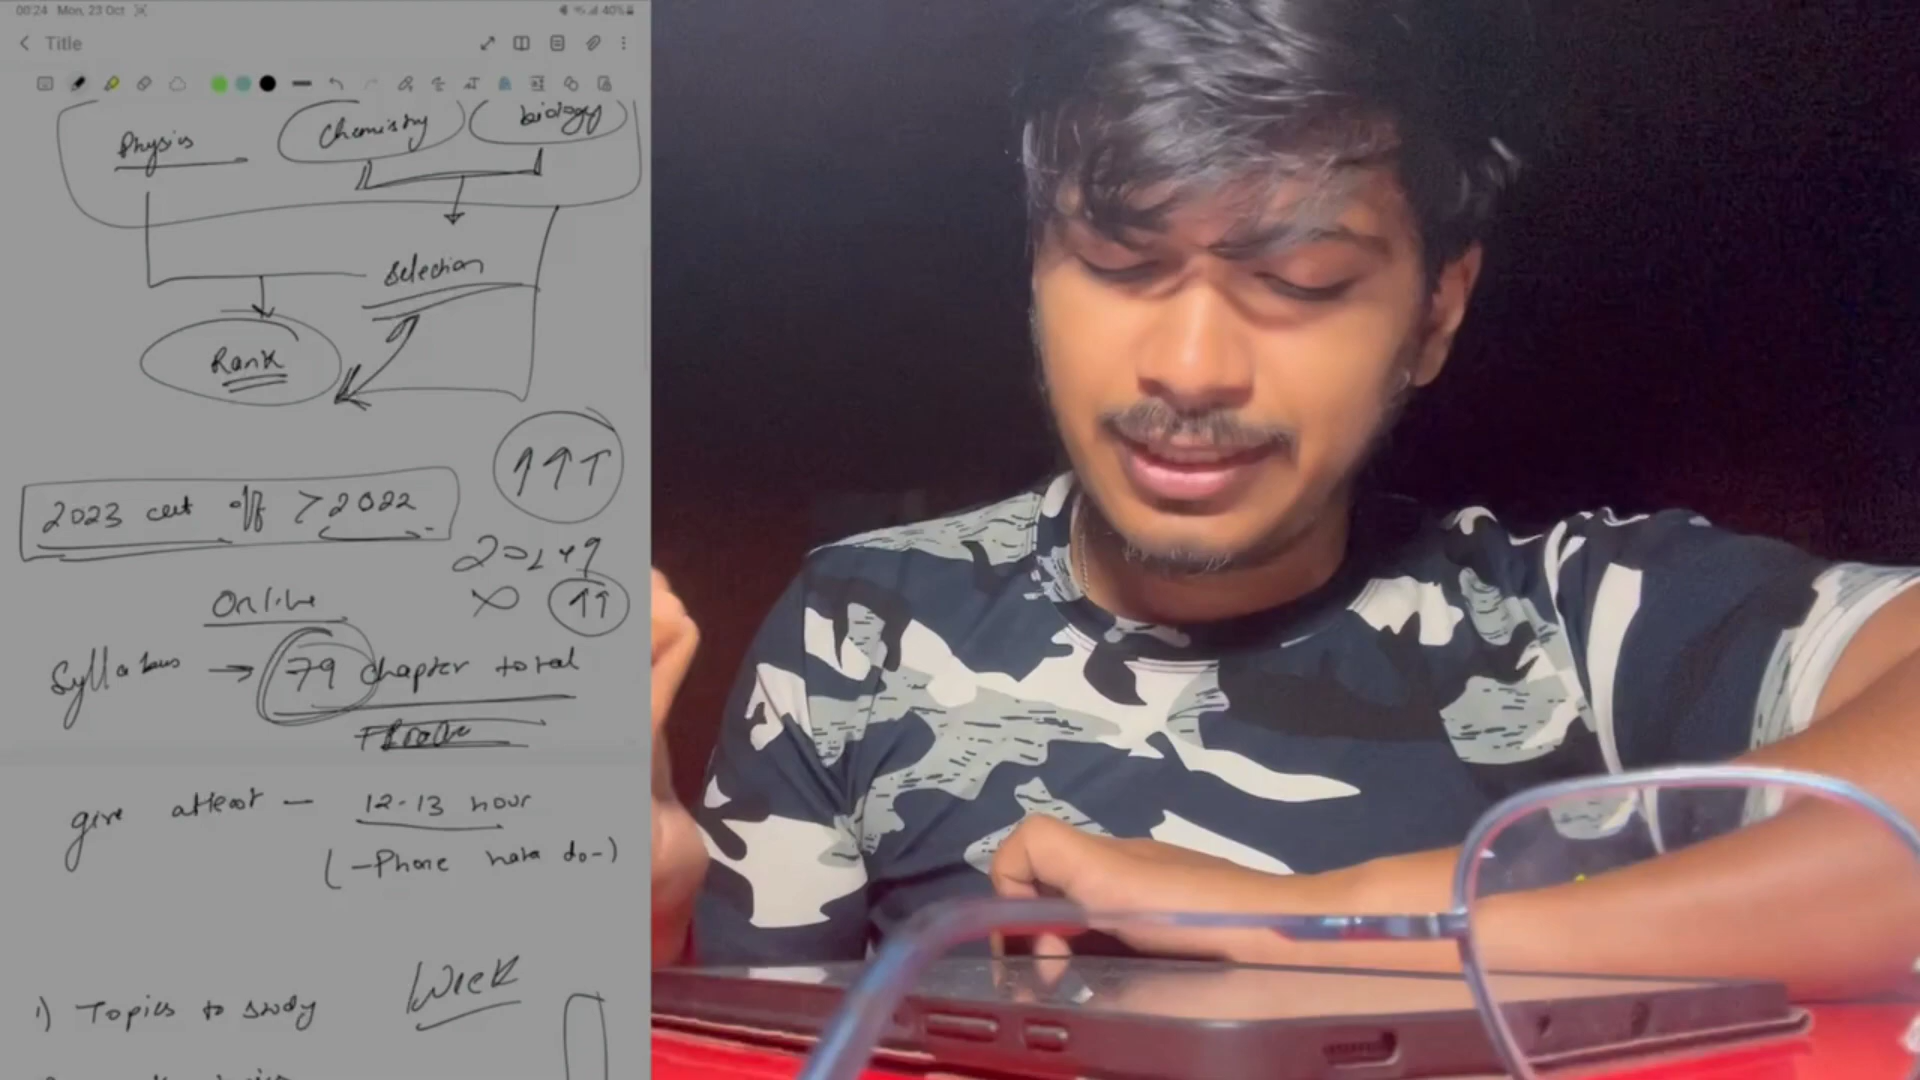 00:24 Mon, 23 Oct 40%
Title
Physics Chemistry biology
Selection
Rank
2023 cut off > 2022
Online
Syllabus → 79 chapter total
give atleast - 12-13 hour
(-Phone hata do-)
Week
1) Topics to study